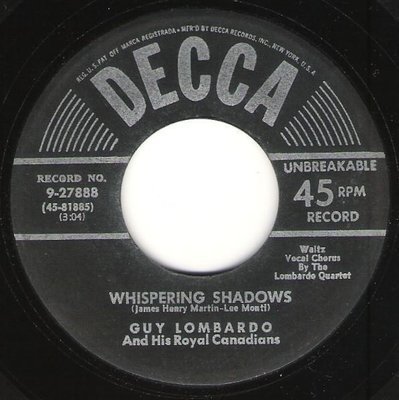 REG. U.S. PAT. OFF. MARCA REGISTRADA • MF'D BY DECCA RECORDS, INC., NEW YORK, U.S.A.
DECCA
RECORD NO.
9-27888
(45-81885)
(3:04)
UNBREAKABLE
45 RPM
RECORD
Waltz
Vocal Chorus
By The
Lombardo Quartet
WHISPERING SHADOWS
(James Henry Martin-Lee Monti)
GUY LOMBARDO
And His Royal Canadians